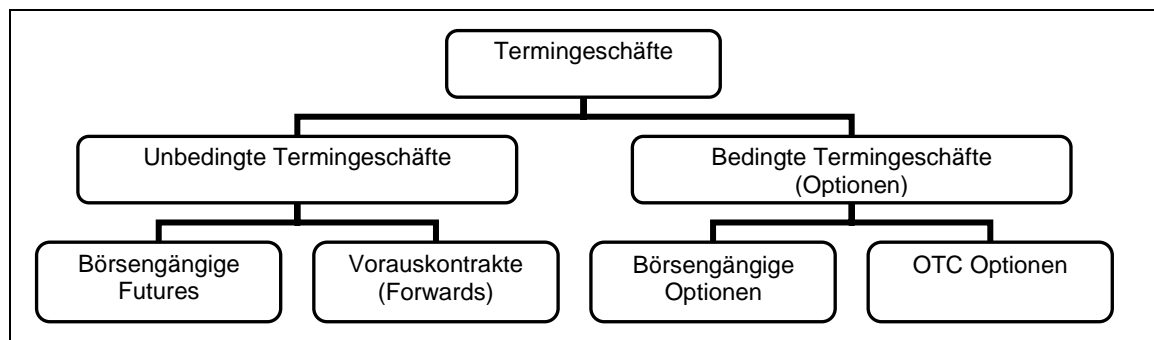 Termingeschäfte
Unbedingte Termingeschäfte
Bedingte Termingeschäfte
(Optionen)
Börsengängige
Futures
Vorauskontrakte
(Forwards)
Börsengängige
Optionen
OTC Optionen